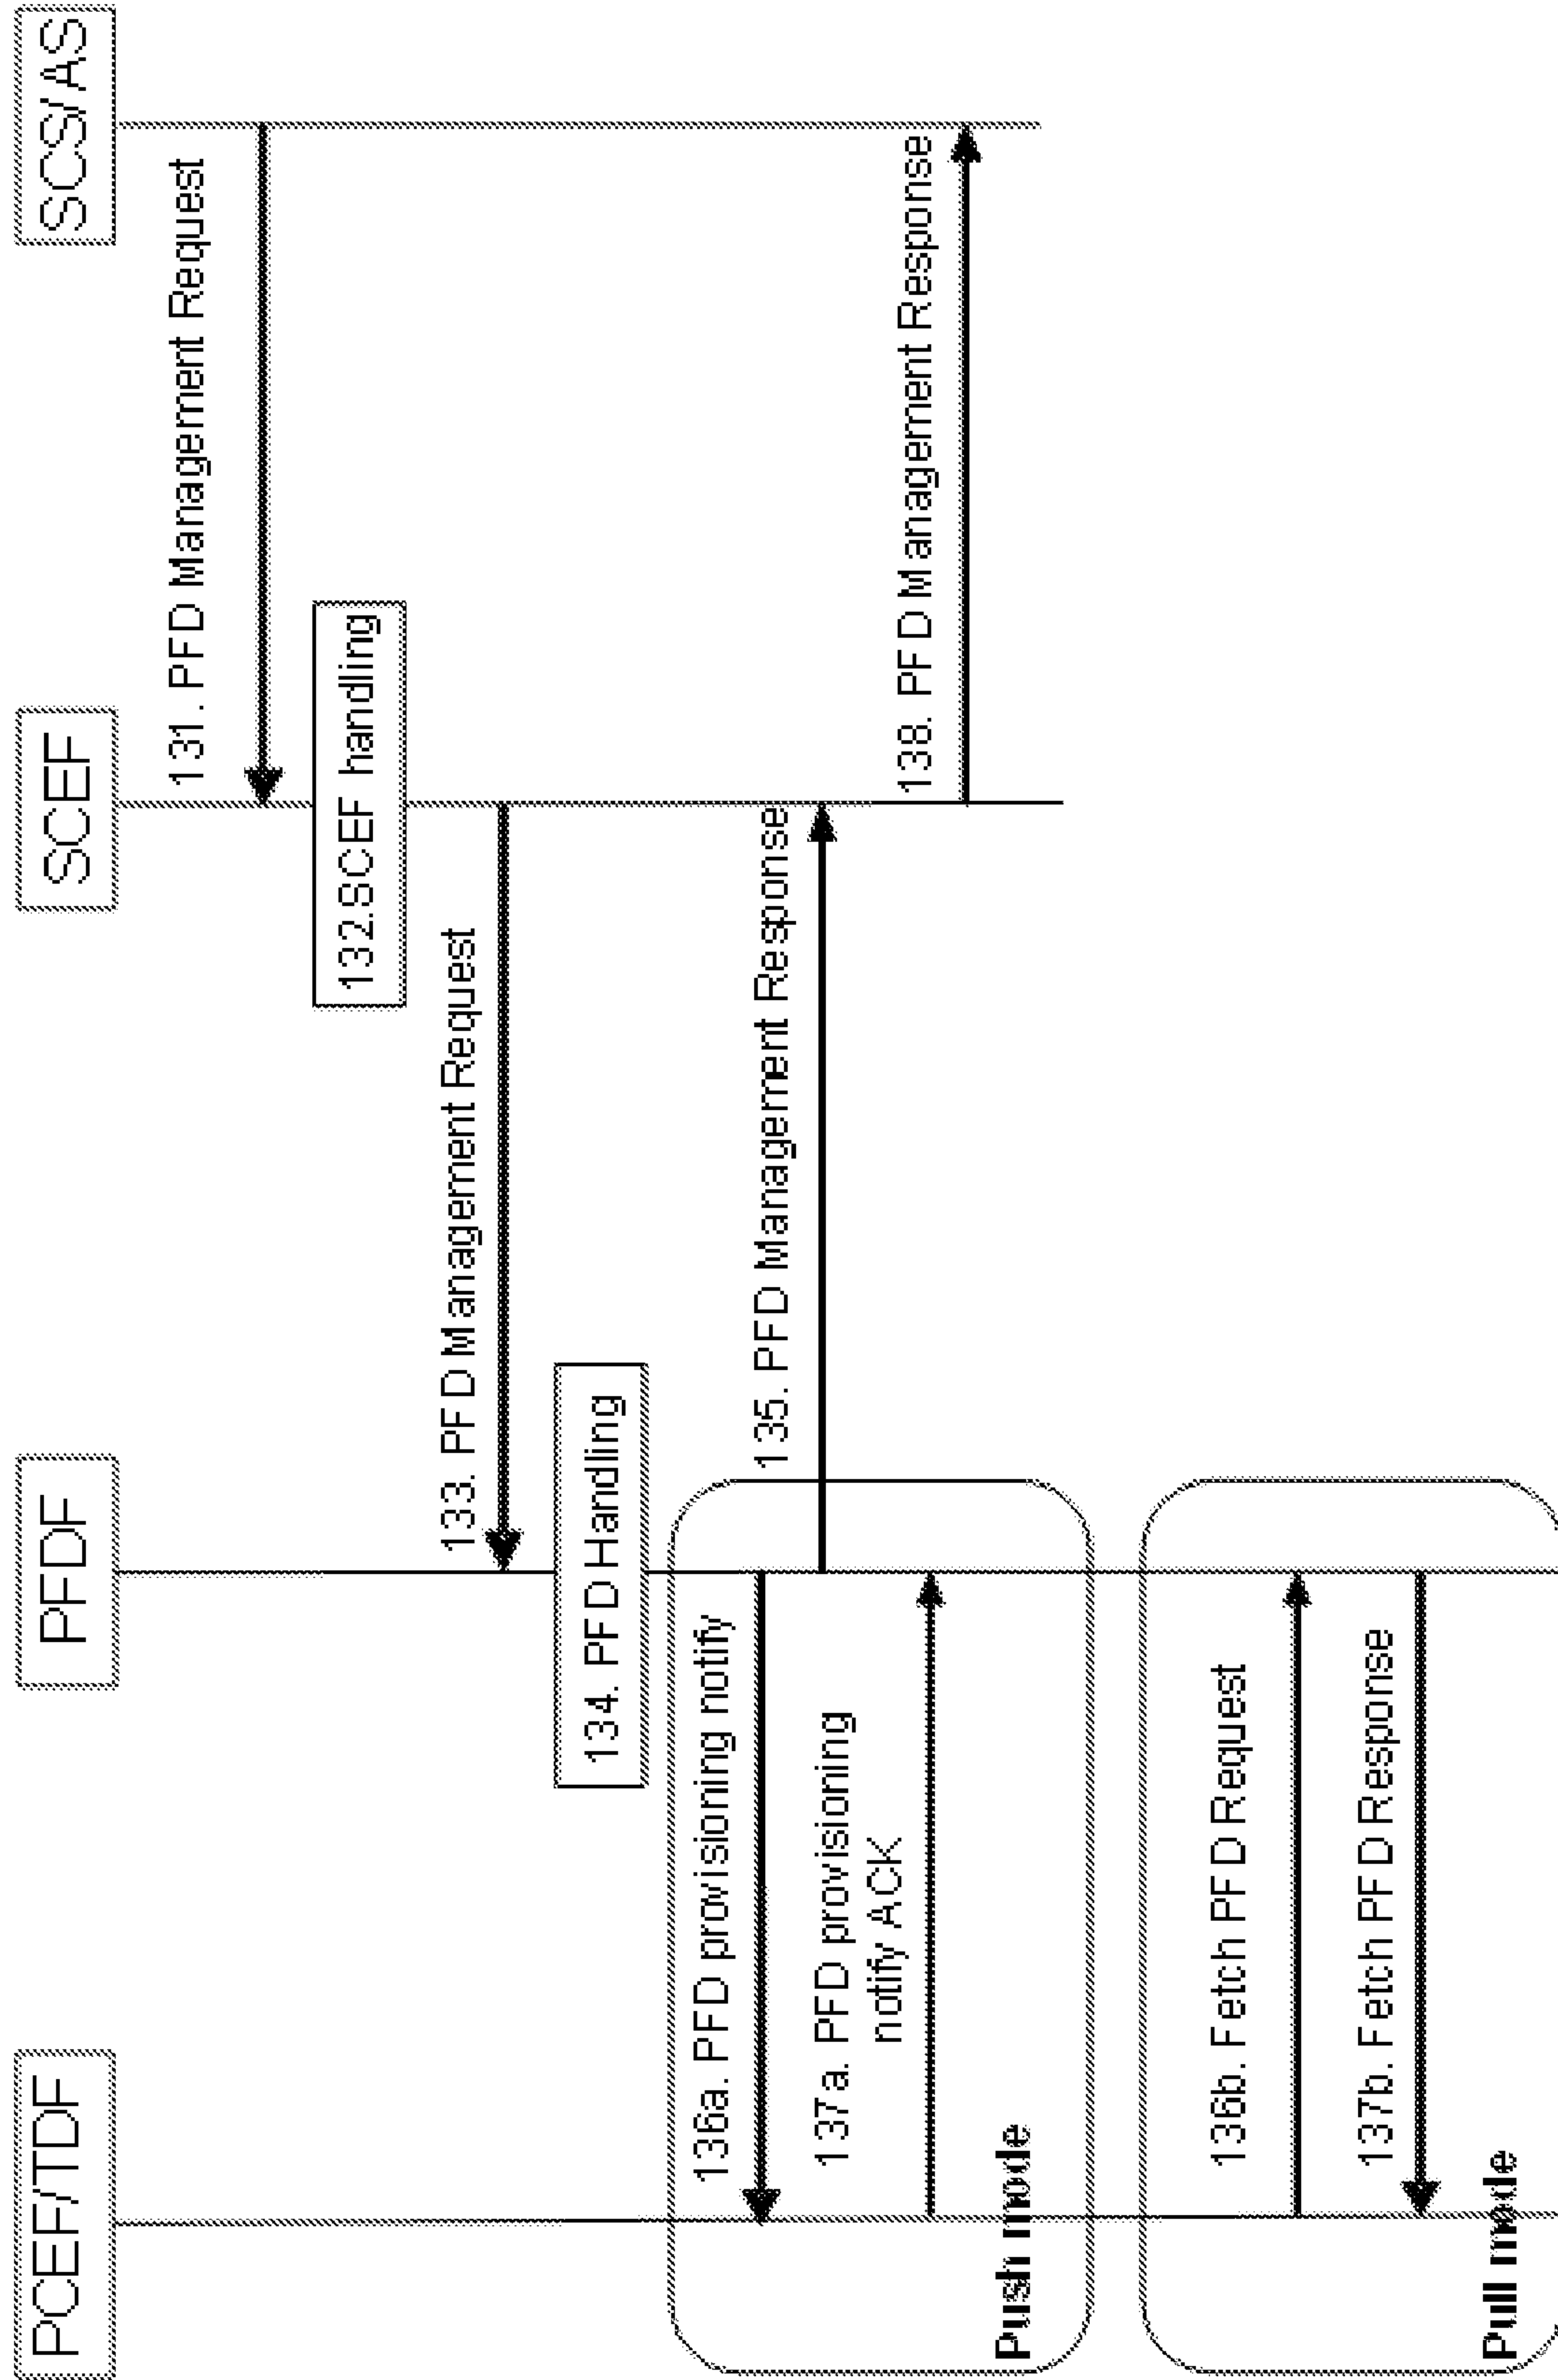 PCEF/TDF
PFDF
SCEF
SCS/AS
131. PFD Management Request
132.SCEF handling
133. PFD Management Request
134. PFD Handling
136a. PFD provisioning notify
135. PFD Management Response
137a. PFD provisioning
notify ACK
138. PFD Management Response
Push mode
136b. Fetch PFD Request
137b. Fetch PFD Response
Pull mode